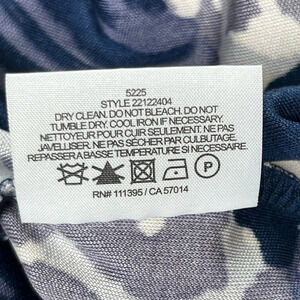 5225
STYLE 22122404
DRY CLEAN. DO NOT BLEACH. DO NOT
TUMBLE DRY. COOL IRON IF NECESSARY.
NETTOYEUR POUR CUIR SEULEMENT. NE PAS
JAVELLISER. NE PAS SÉCHER PAR CULBUTAGE.
REPASSER A BASSE TEMPERATURE SI NECESSAIRE
P
RN# 111395 / CA 57014